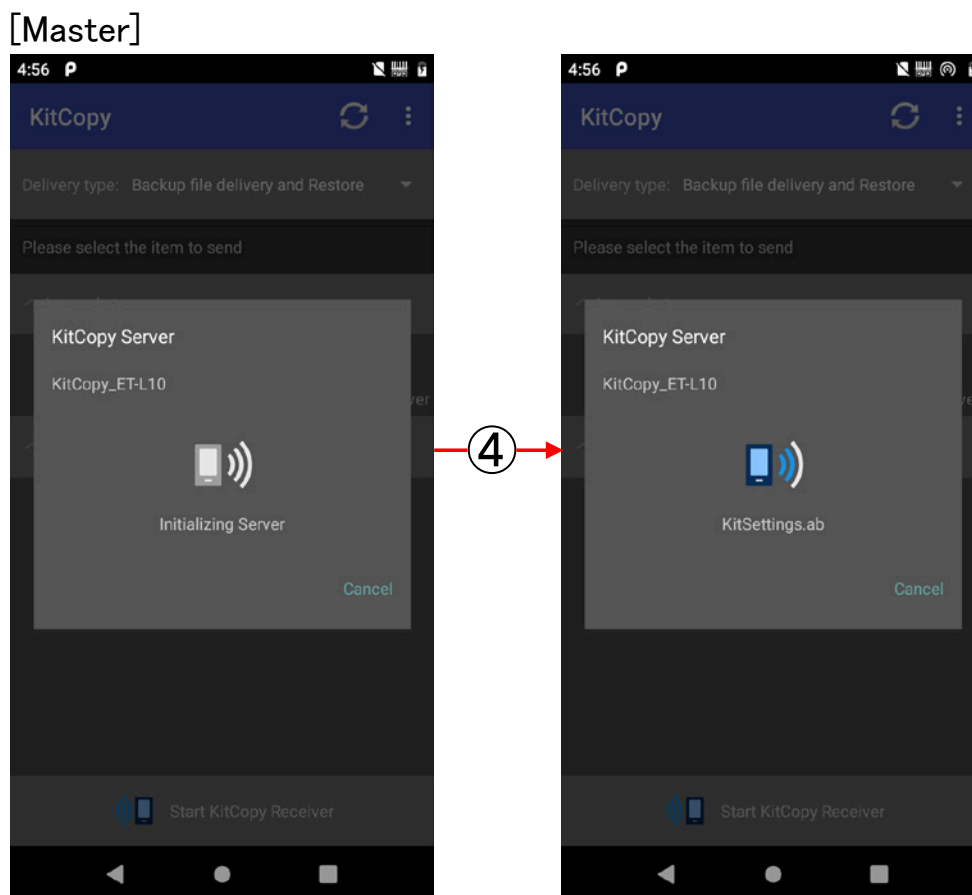 [Master]
4:56
KitCopy
Delivery type: Backup file delivery and Restore
Please select the item to send
KitCopy Server
KitCopy_ET-L10
Initializing Server
Cancel
Start KitCopy Receiver
④
4:56
KitCopy
Delivery type: Backup file delivery and Restore
Please select the item to send
KitCopy Server
KitCopy_ET-L10
KitSettings.ab
Cancel
Start KitCopy Receiver